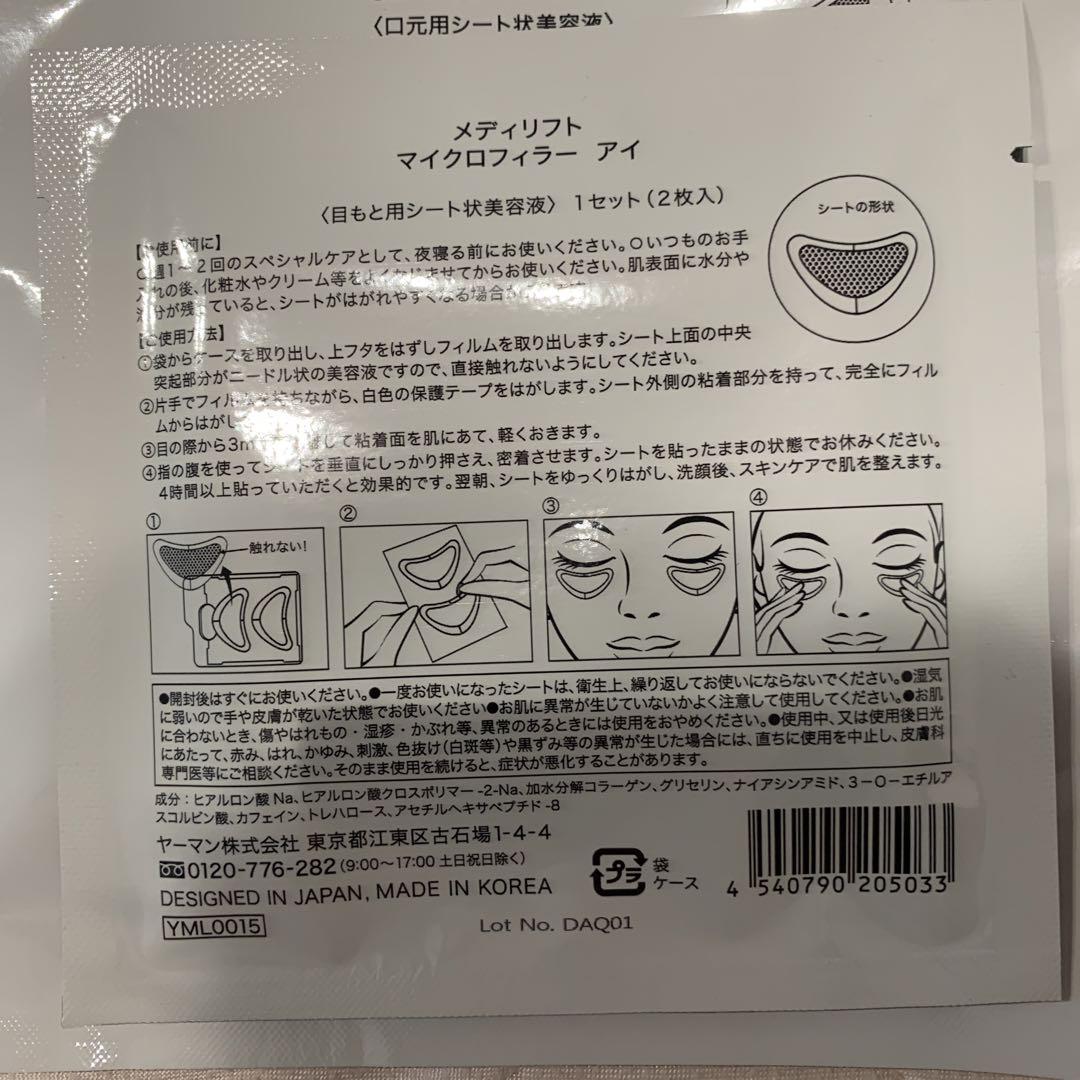 〈口元用シート状美容液〉
メディリフト
マイクロフィラー アイ
〈目もと用シート状美容液〉 1セット(2枚入)
シートの形状
使用前に】
週1~2回のスペシャルケアとして、夜寝る前にお使いください。○いつものお手
入れの後、化粧水やクリーム等をよくなじませてからお使いください。肌表面に水分や
分が残っていると、シートがはがれやすくなる場合が
【ご使用方法】
①袋からケースを取り出し、上フタをはずしフィルムを取り出します。シート上面の中央
突起部分がニードル状の美容液ですので、直接触れないようにしてください。
②片手でフィルムを持ちながら、白色の保護テープをはがします。シート外側の粘着部分を持って、完全にフィル
ムからはがし
③目の際から3m して粘着面を肌にあて、軽くおきます。
④指の腹を使ってシートを垂直にしっかり押さえ、密着させます。シートを貼ったままの状態でお休みください。
4時間以上貼っていただくと効果的です。翌朝、シートをゆっくりはがし、洗顔後、スキンケアで肌を整えます。
① ② ③ ④
触れない!
●開封後はすぐにお使いください。●一度お使いになったシートは、衛生上、繰り返してお使いにならないでください。●湿気
に弱いので手や皮膚が乾いた状態でお使いください●お肌に異常が生じていないかよく注意して使用してください。●お肌
に合わないとき、傷やはれもの・湿疹・かぶれ等、異常のあるときには使用をおやめください。●使用中、又は使用後日光
にあたって、赤み、はれ、かゆみ、刺激、色抜け(白斑等)や黒ずみ等の異常が生じた場合には、直ちに使用を中止し、皮膚科
専門医等にご相談ください。そのまま使用を続けると、症状が悪化することがあります。
成分:ヒアルロン酸Na、ヒアルロン酸クロスポリマー-2-Na、加水分解コラーゲン、グリセリン、ナイアシンアミド、3-O-エチルア
スコルビン酸、カフェイン、トレハロース、アセチルヘキサペプチド-8
ヤーマン株式会社 東京都江東区古石場1-4-4
0120-776-282(9:00~17:00 土日祝日除く)
DESIGNED IN JAPAN, MADE IN KOREA
プラ 袋
ケース
4 540790 205033
YML0015
Lot No. DAQ01